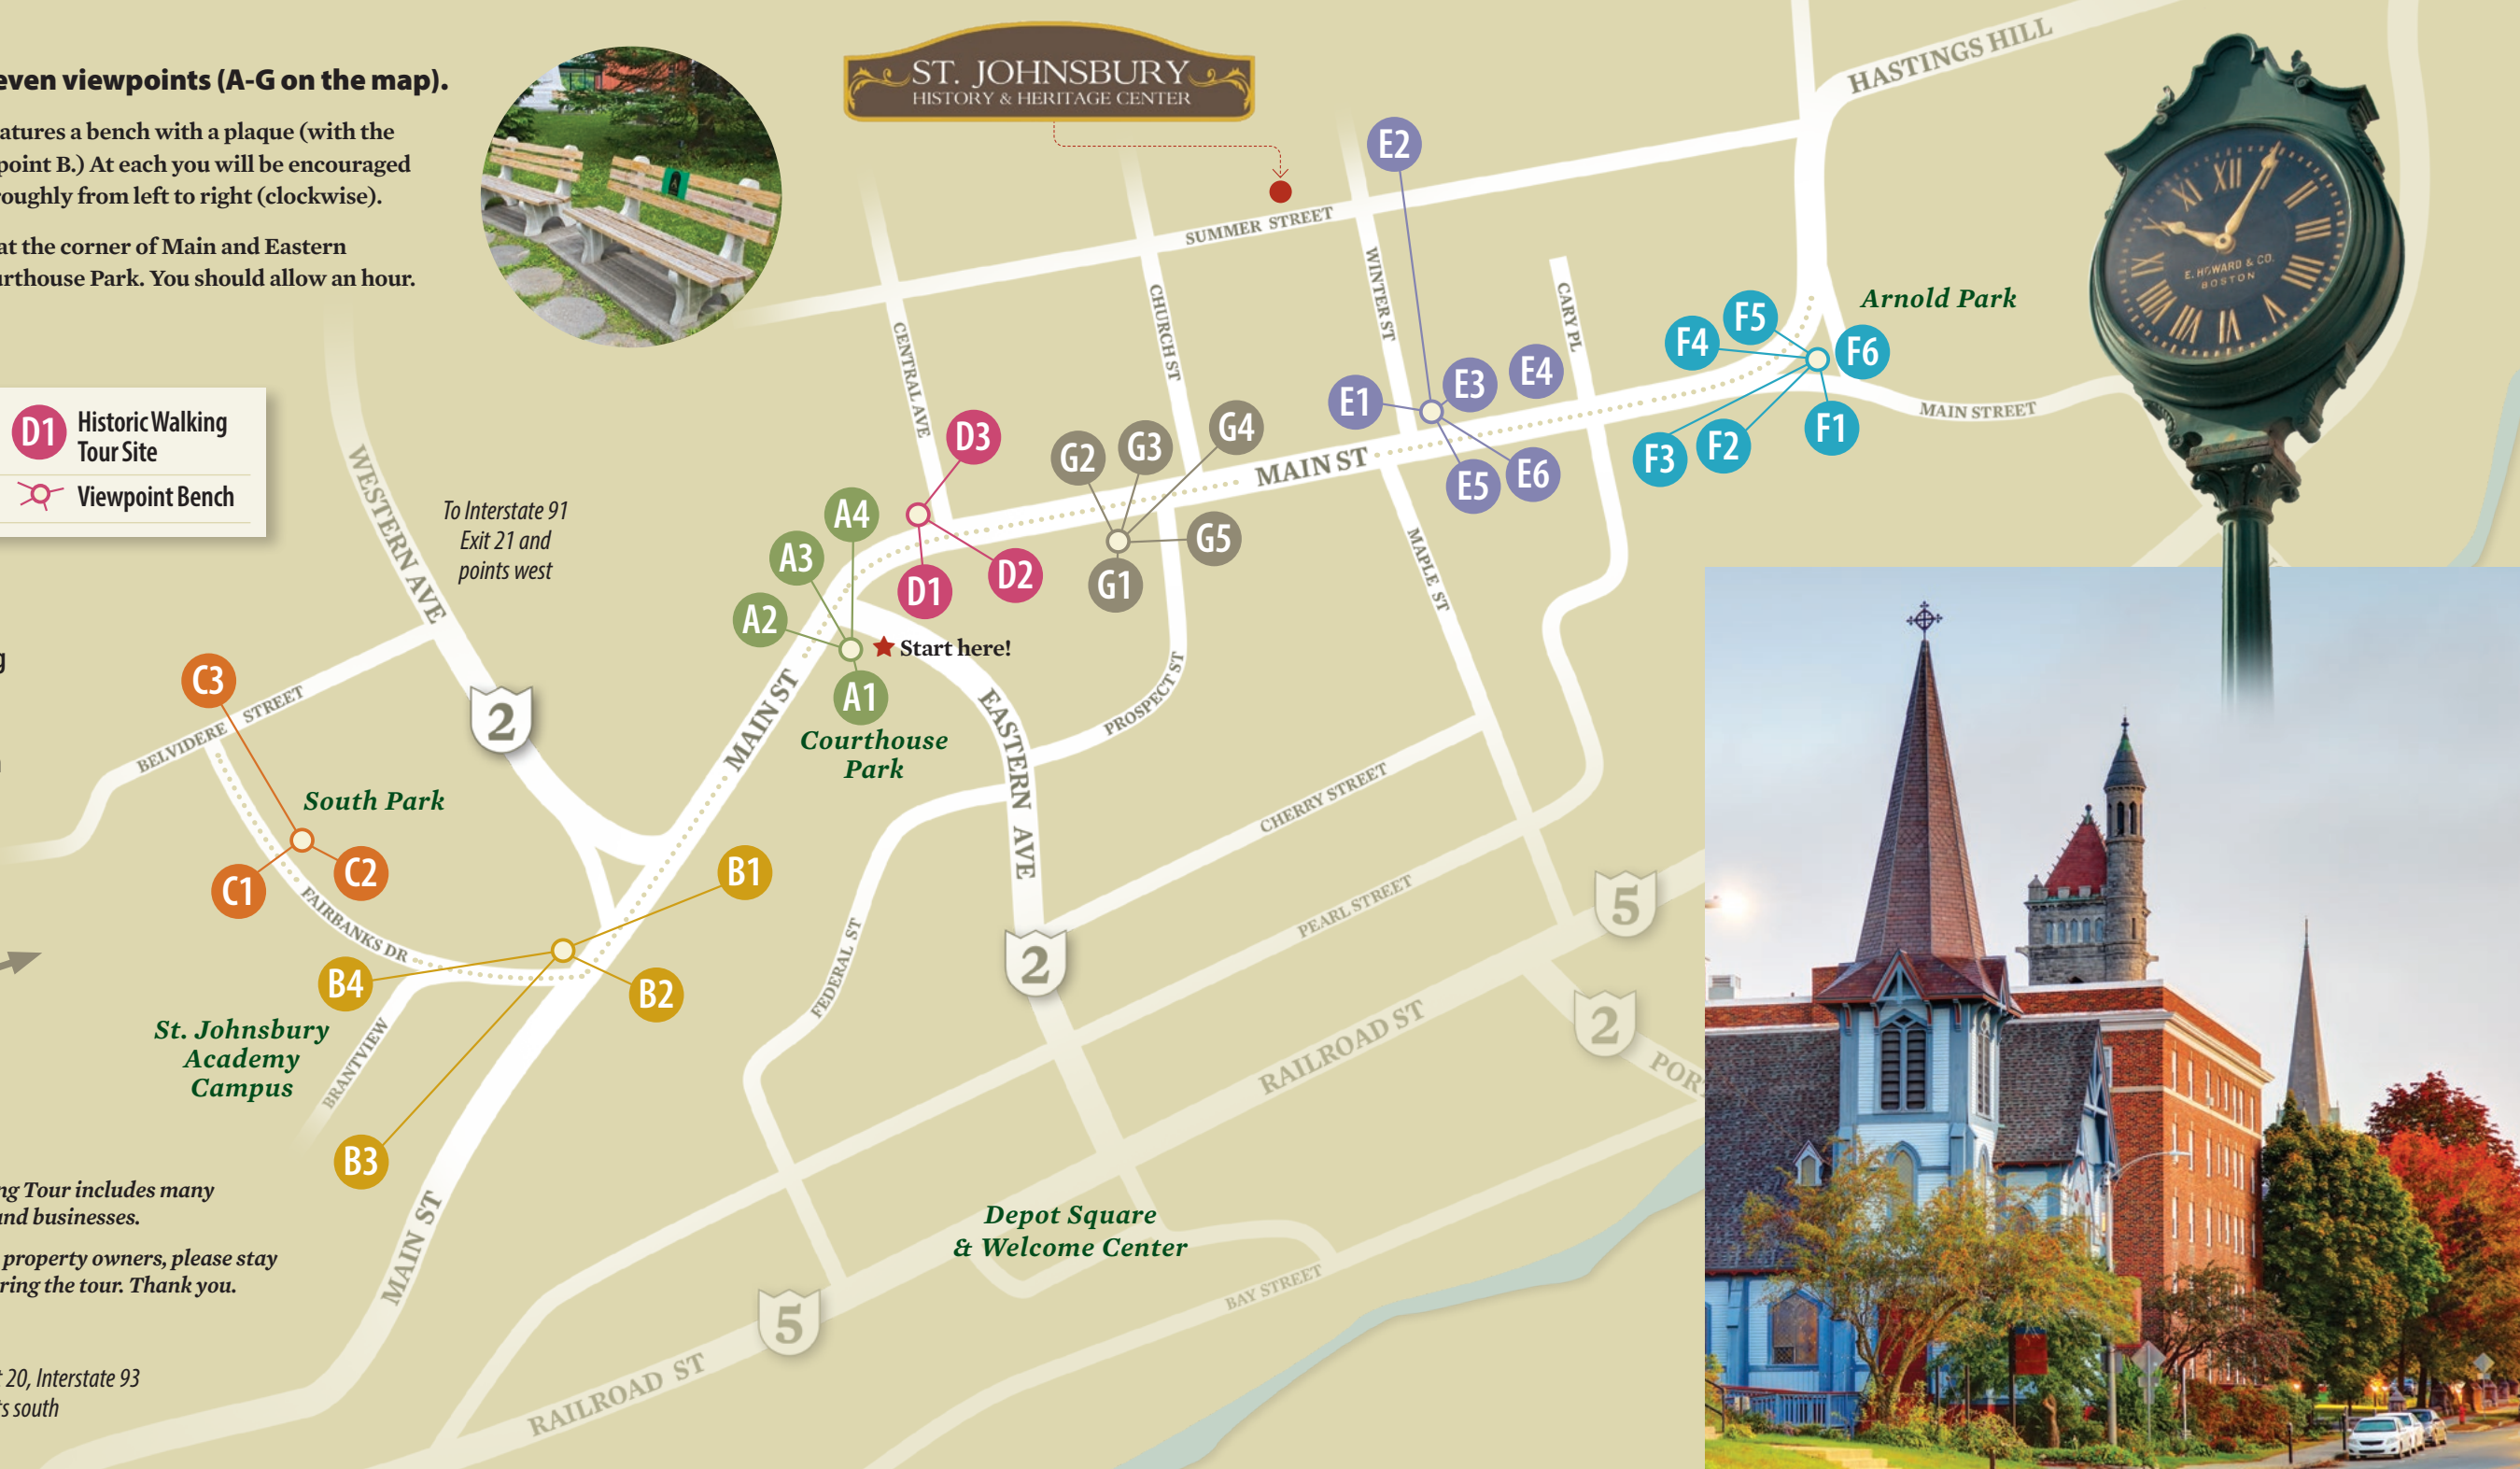 even viewpoints (A-G on the map).
atures a bench with a plaque (with the
point B.) At each you will be encouraged
roughly from left to right (clockwise).
at the corner of Main and Eastern
urthouse Park. You should allow an hour.
D1 Historic Walking
Tour Site
Viewpoint Bench
ST. JOHNSBURY
HISTORY & HERITAGE CENTER
HASTINGS HILL
SUMMER STREET
WINTER ST
CARY PL
CHURCH ST
CENTRAL AVE
WESTERN AVE
To Interstate 91
Exit 21 and
points west
Arnold Park
MAIN STREET
XII
E. HOWARD & CO.
BOSTON
E2
E1
E3
E4
E5
E6
F5
F4
F6
F3
F2
F1
D3
D1
D2
G2
G3
G4
G5
G1
MAIN ST
MAPLE ST
A4
A3
A2
A1
Start here!
Courthouse
Park
MAIN ST
EASTERN AVE
PROSPECT ST
g
C3
BELVIDERE STREET
2
South Park
C1
C2
FAIRBANKS DR
B1
B4
B2
B3
St. Johnsbury
Academy
Campus
BRANTVIEW
FEDERAL ST
CHERRY STREET
PEARL STREET
2
5
2
RAILROAD ST
POR
MAIN ST
ng Tour includes many
and businesses.
property owners, please stay
ring the tour. Thank you.
Depot Square
& Welcome Center
BAY STREET
5
RAILROAD ST
20, Interstate 93
s south